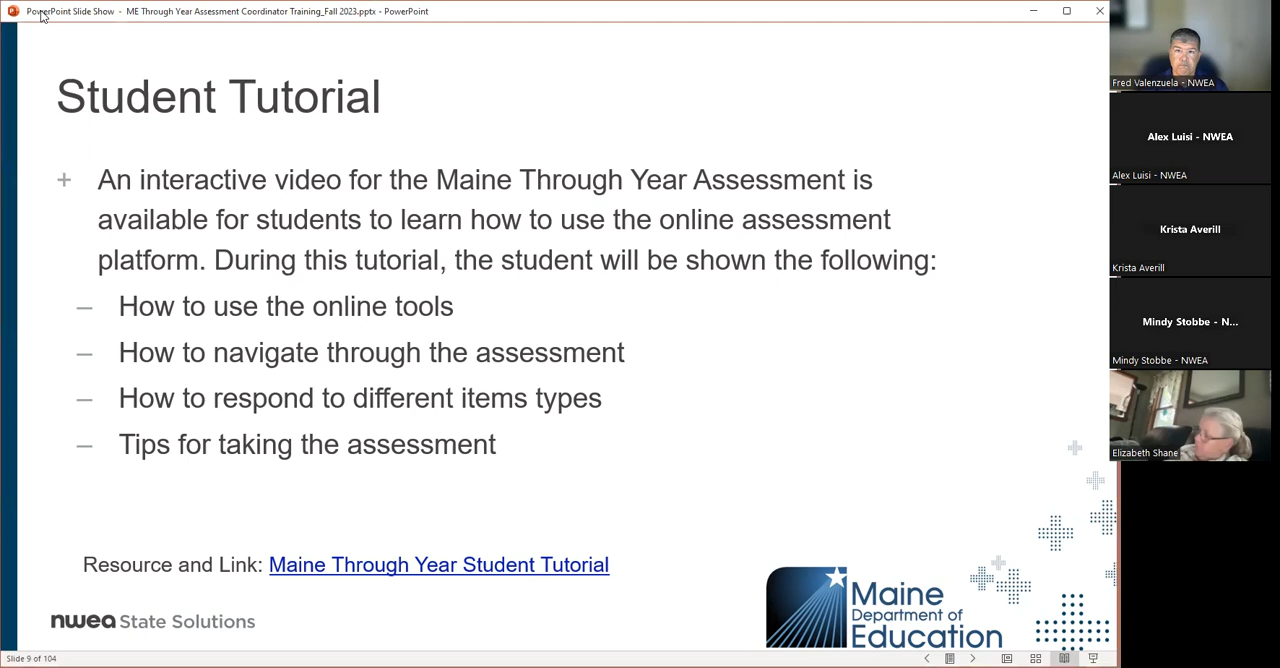 PowerPoint Slide Show - ME Through Year Assessment Coordinator Training_Fall 2023.pptx - PowerPoint
Student Tutorial
+ An interactive video for the Maine Through Year Assessment is
available for students to learn how to use the online assessment
platform. During this tutorial, the student will be shown the following:
– How to use the online tools
– How to navigate through the assessment
– How to respond to different items types
– Tips for taking the assessment
Resource and Link: Maine Through Year Student Tutorial
nwea State Solutions
Maine
Department of
Education
Slide 9 of 104
Fred Valenzuela - NWEA
Alex Luisi - NWEA
Alex Luisi - NWEA
Krista Averill
Krista Averill
Mindy Stobbe - N...
Mindy Stobbe - NWEA
Elizabeth Shane